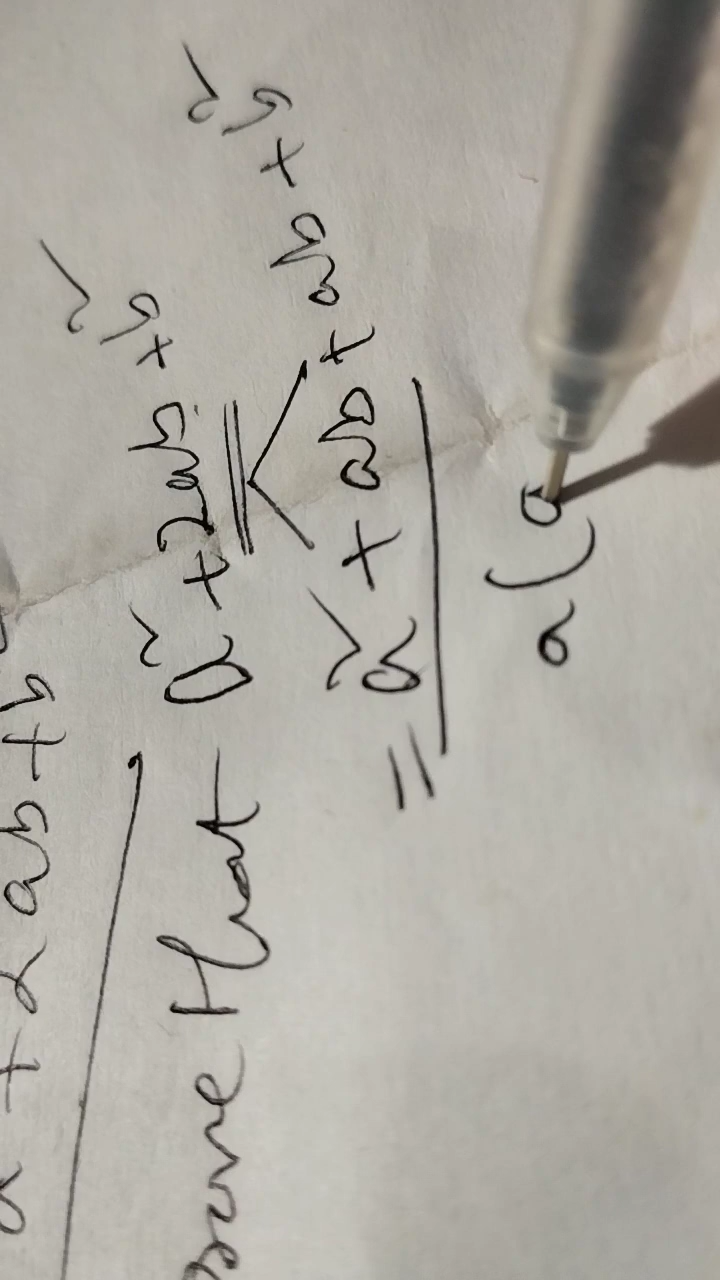 a² + 2ab + b²
Prove that a² + 2ab + b²
= a² + ab + ab + b²
a(a